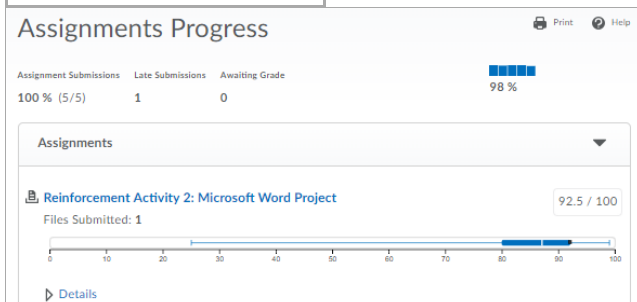 Assignments Progress
Print Help
Assignment Submissions Late Submissions Awaiting Grade
100 % (5/5) 1 0
98 %
Assignments
Reinforcement Activity 2: Microsoft Word Project
92.5 / 100
Files Submitted: 1
0 10 20 30 40 50 60 70 80 90 100
Details